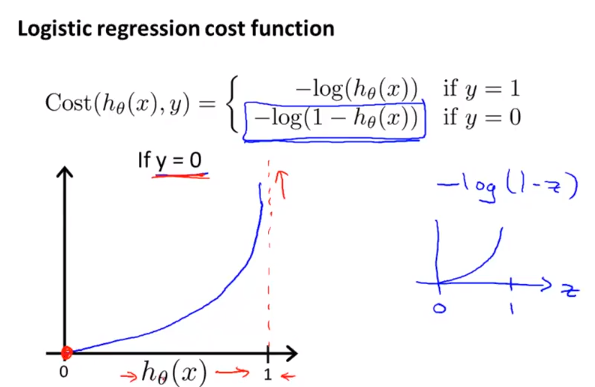 Logistic regression cost function
Cost(hθ(x), y) = {
−log(hθ(x)) if y = 1
−log(1 − hθ(x)) if y = 0
If y = 0
−log(1−z)
0 1 z
0 → hθ(x) → 1 ←